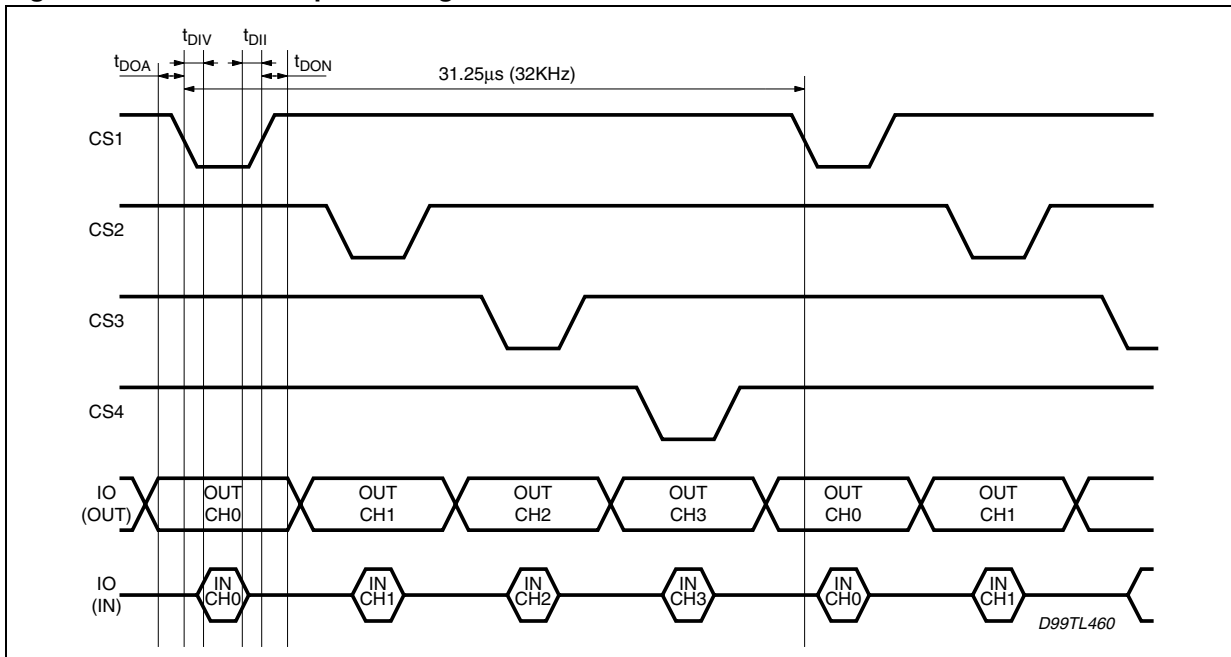 tDIV tDII
tDOA tDON
31.25μs (32KHz)
CS1
CS2
CS3
CS4
IO (OUT)
OUT CH0 OUT CH1 OUT CH2 OUT CH3 OUT CH0 OUT CH1
IO (IN)
IN CH0 IN CH1 IN CH2 IN CH3 IN CH0 IN CH1
D99TL460